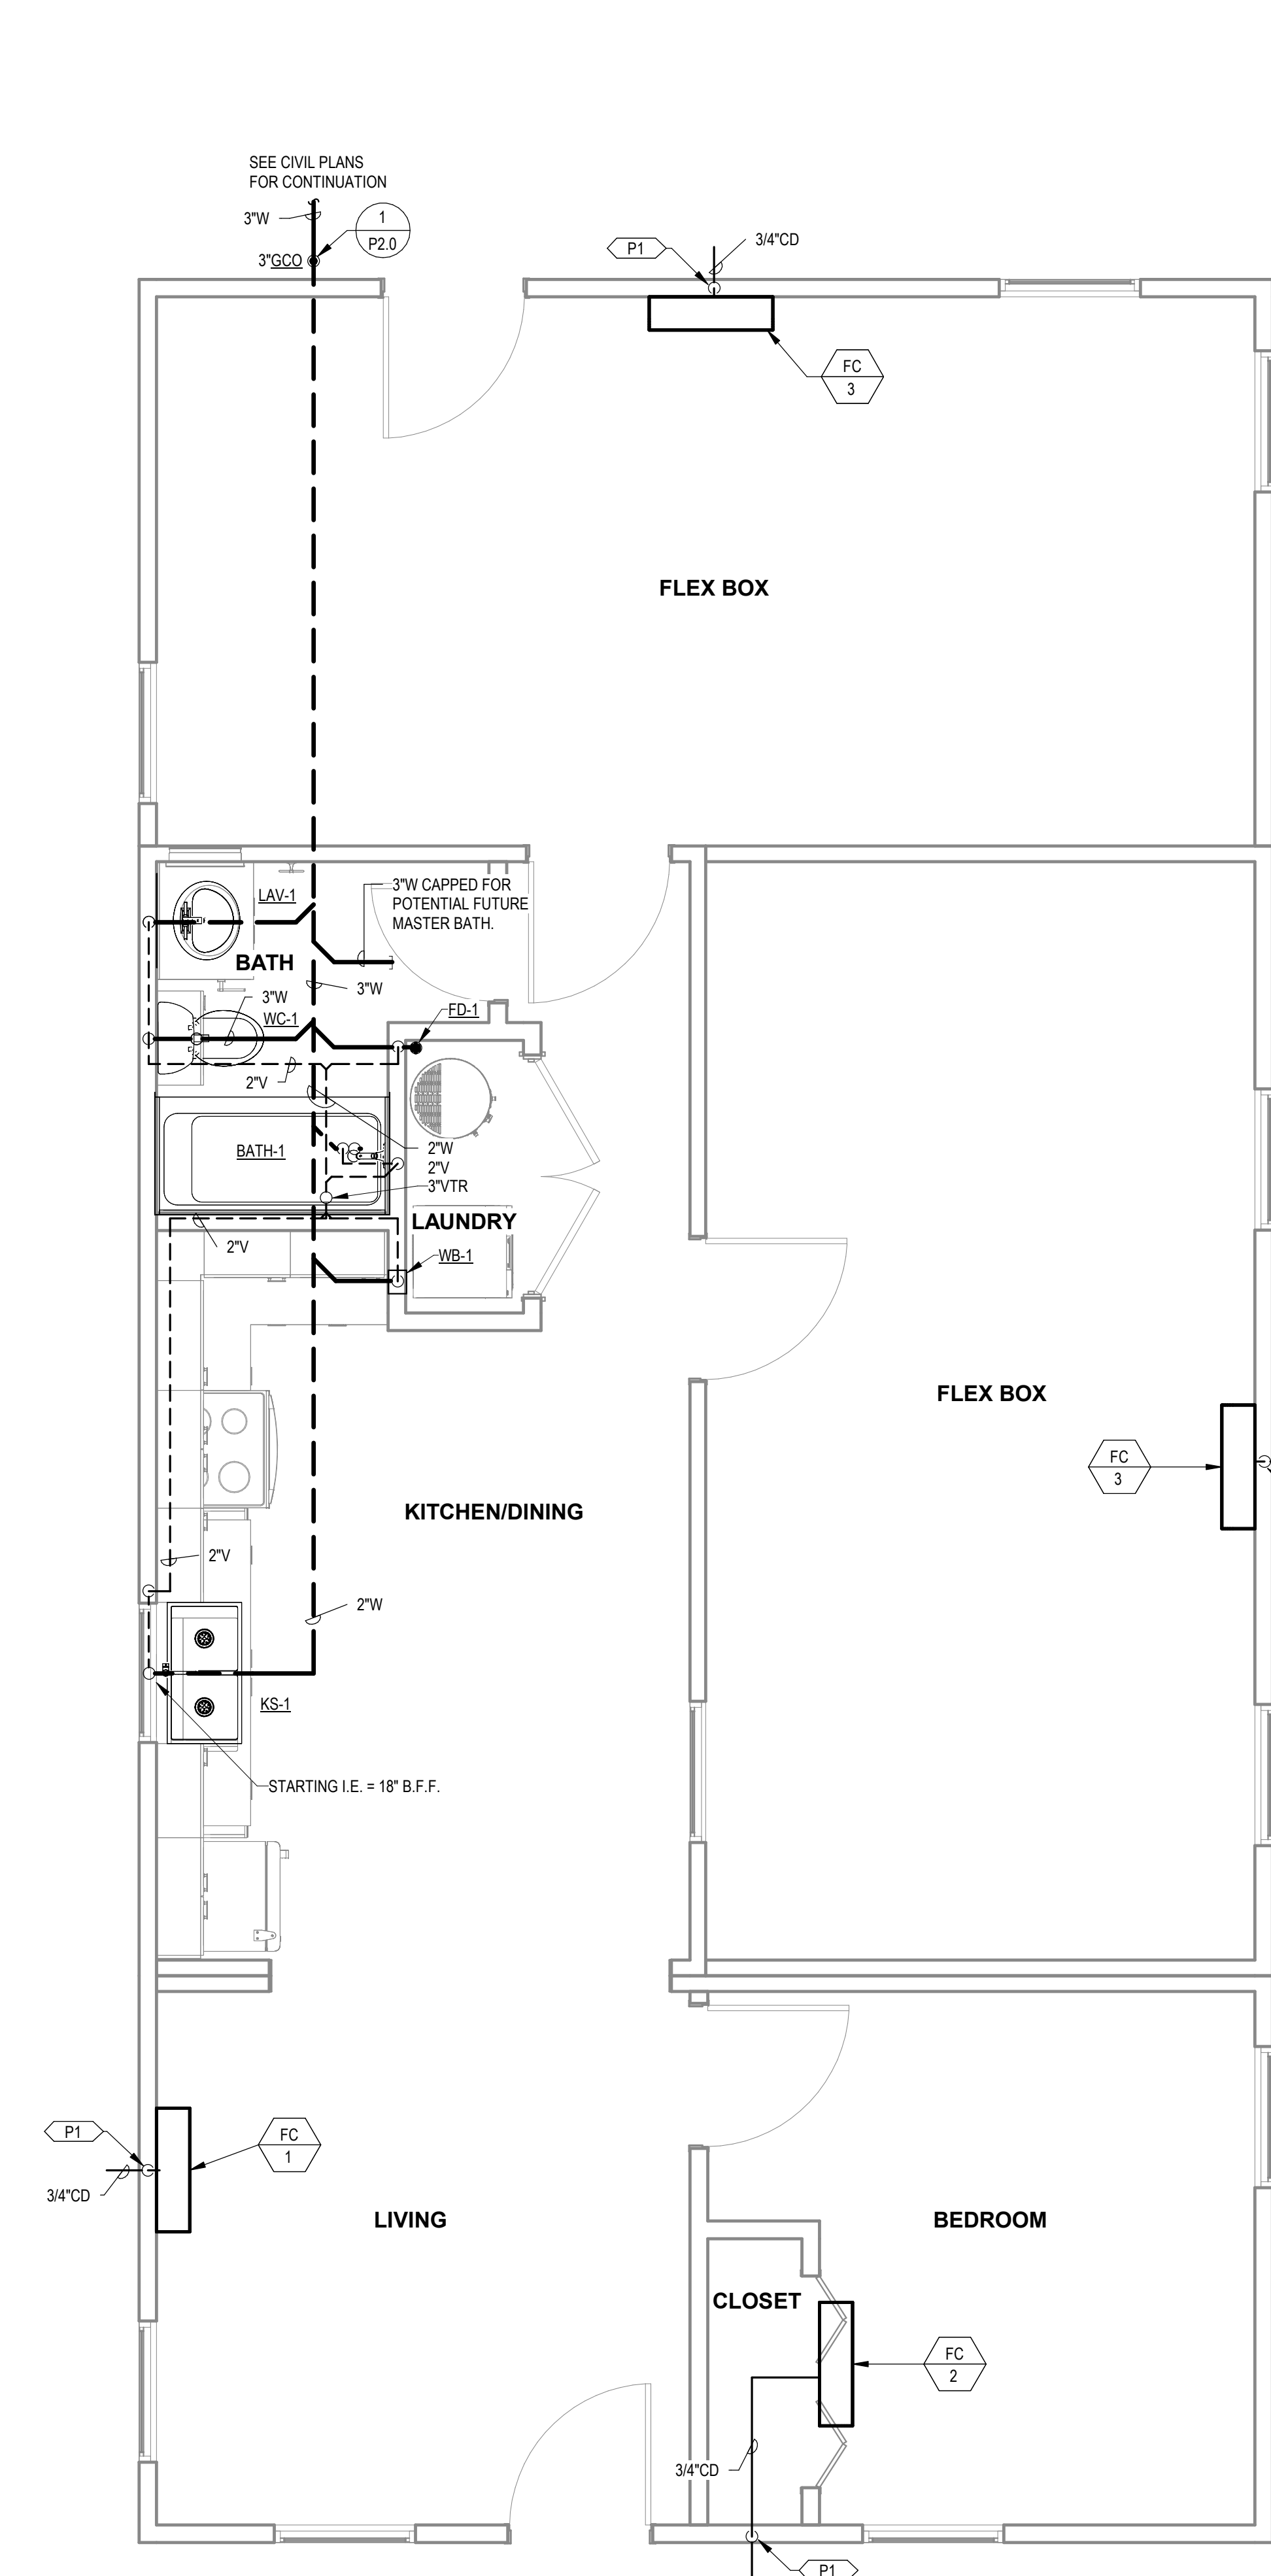 SEE CIVIL PLANS
FOR CONTINUATION
3"W
1
P2.0
3"GCO
P1
3/4"CD
FC
3
FLEX BOX
LAV-1
3"W CAPPED FOR
POTENTIAL FUTURE
MASTER BATH.
BATH
3"W
3"W
WC-1
FD-1
2"V
BATH-1
2"W
2"V
3"VTR
LAUNDRY
2"V
WB-1
FLEX BOX
FC
3
KITCHEN/DINING
2"V
2"W
KS-1
STARTING I.E. = 18" B.F.F.
P1
FC
1
3/4"CD
LIVING
BEDROOM
CLOSET
FC
2
3/4"CD
P1